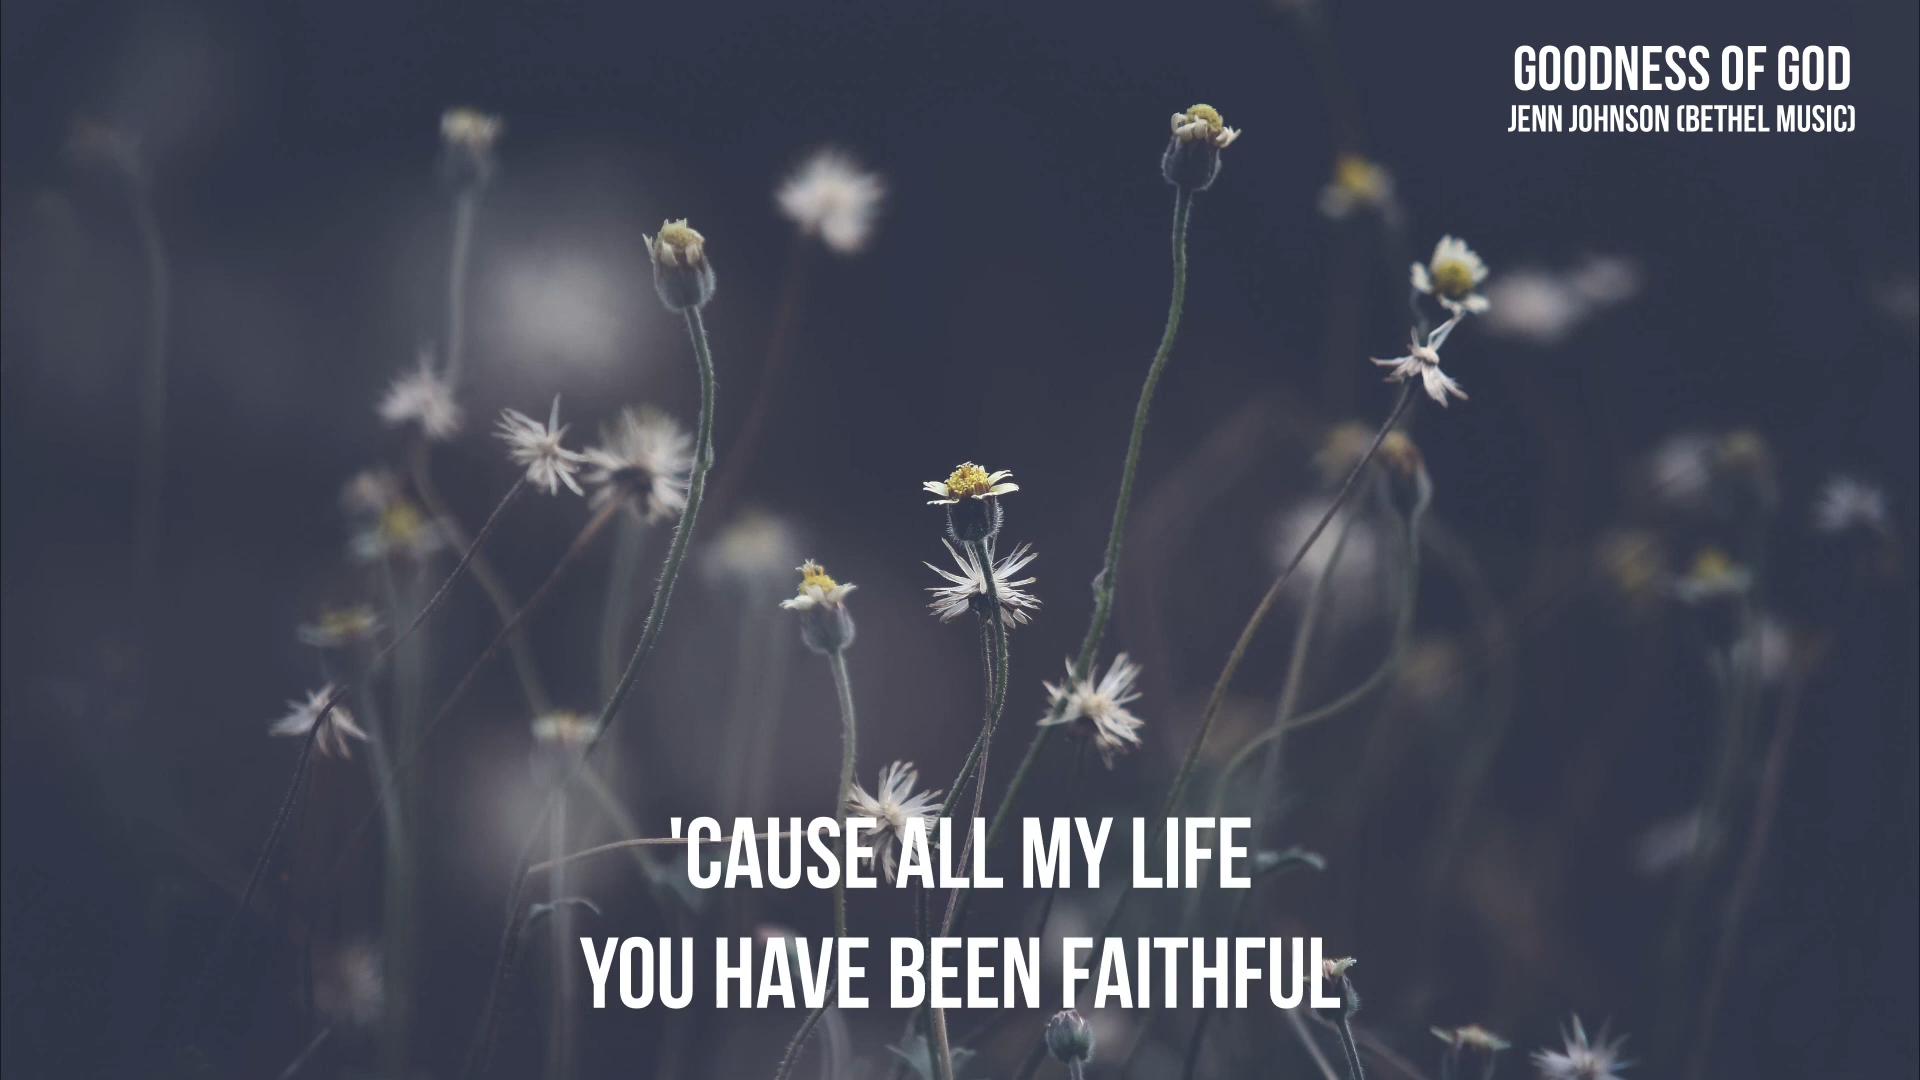 GOODNESS OF GOD
JENN JOHNSON (BETHEL MUSIC)
'CAUSE ALL MY LIFE
YOU HAVE BEEN FAITHFUL